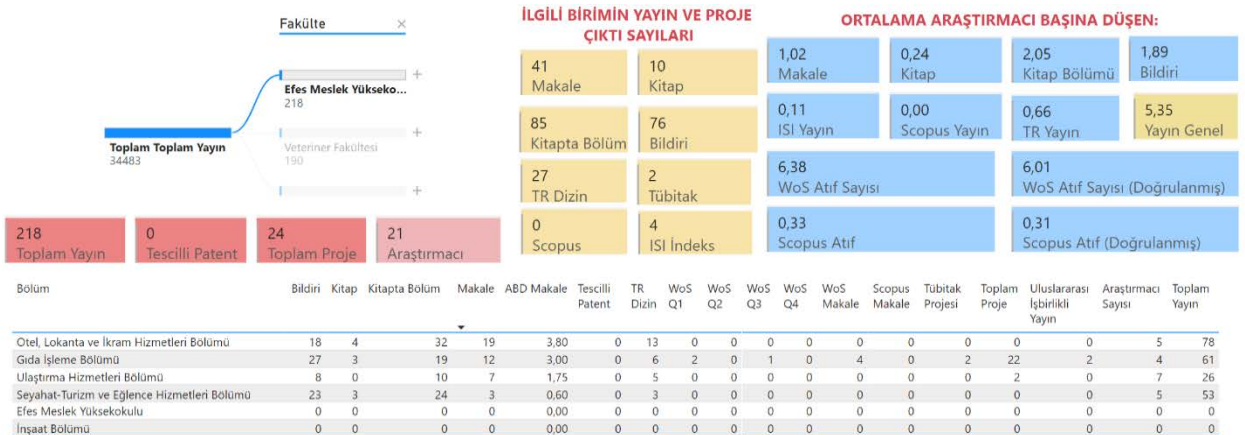 Fakülte ×
Efes Meslek Yükseko...
218
Toplam Toplam Yayın
34483
Veteriner Fakültesi
190
218
Toplam Yayın
0
Tescilli Patent
24
Toplam Proje
21
Araştırmacı
İLGİLİ BİRİMİN YAYIN VE PROJE
ÇIKTI SAYILARI
41
Makale
10
Kitap
85
Kitapta Bölüm
76
Bildiri
27
TR Dizin
2
Tübitak
0
Scopus
4
ISI İndeks
ORTALAMA ARAŞTIRMACI BAŞINA DÜŞEN:
1,02
Makale
0,24
Kitap
2,05
Kitap Bölümü
1,89
Bildiri
0,11
ISI Yayın
0,00
Scopus Yayın
0,66
TR Yayın
5,35
Yayın Genel
6,38
WoS Atıf Sayısı
6,01
WoS Atıf Sayısı (Doğrulanmış)
0,33
Scopus Atıf
0,31
Scopus Atıf (Doğrulanmış)
Bölüm Bildiri Kitap Kitapta Bölüm Makale ABD Makale Tescilli TR WoS WoS WoS WoS WoS Scopus Tübitak Toplam Uluslararası Araştırmacı Toplam
Patent Dizin Q1 Q2 Q3 Q4 Makale Makale Projesi Proje İşbirlikli Sayısı Yayın
Yayın
Otel, Lokanta ve İkram Hizmetleri Bölümü 18 4 32 19 3,80 0 13 0 0 0 0 0 0 0 0 0 5 78
Gıda İşleme Bölümü 27 3 19 12 3,00 0 6 2 0 1 0 4 0 2 22 2 4 61
Ulaştırma Hizmetleri Bölümü 8 0 10 7 1,75 0 5 0 0 0 0 0 0 0 2 0 7 26
Seyahat-Turizm ve Eğlence Hizmetleri Bölümü 23 3 24 3 0,60 0 3 0 0 0 0 0 0 0 0 0 5 53
Efes Meslek Yüksekokulu 0 0 0 0 0,00 0 0 0 0 0 0 0 0 0 0 0 0 0
İnşaat Bölümü 0 0 0 0 0,00 0 0 0 0 0 0 0 0 0 0 0 0 0